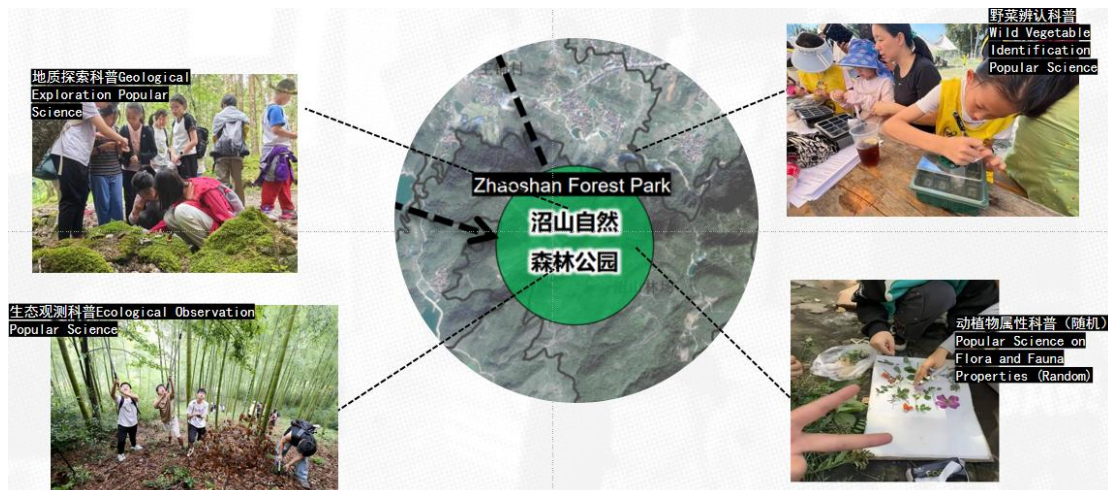 地质探索科普Geological
Exploration Popular
Science
野菜辨认科普
Wild Vegetable
Identification
Popular Science
Zhaoshan Forest Park
沼山自然
森林公园
生态观测科普Ecological Observation
Popular Science
动植物属性科普（随机）
Popular Science on
Flora and Fauna
Properties (Random)